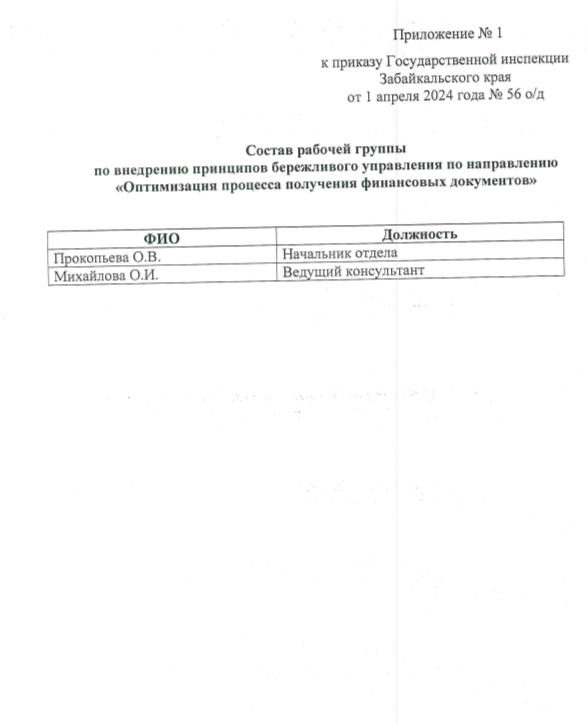 Приложение № 1
к приказу Государственной инспекции
Забайкальского края
от 1 апреля 2024 года № 56 о/д
Состав рабочей группы
по внедрению принципов бережливого управления по направлению
«Оптимизация процесса получения финансовых документов»
ФИО Должность
Прокопьева О.В. Начальник отдела
Михайлова О.И. Ведущий консультант